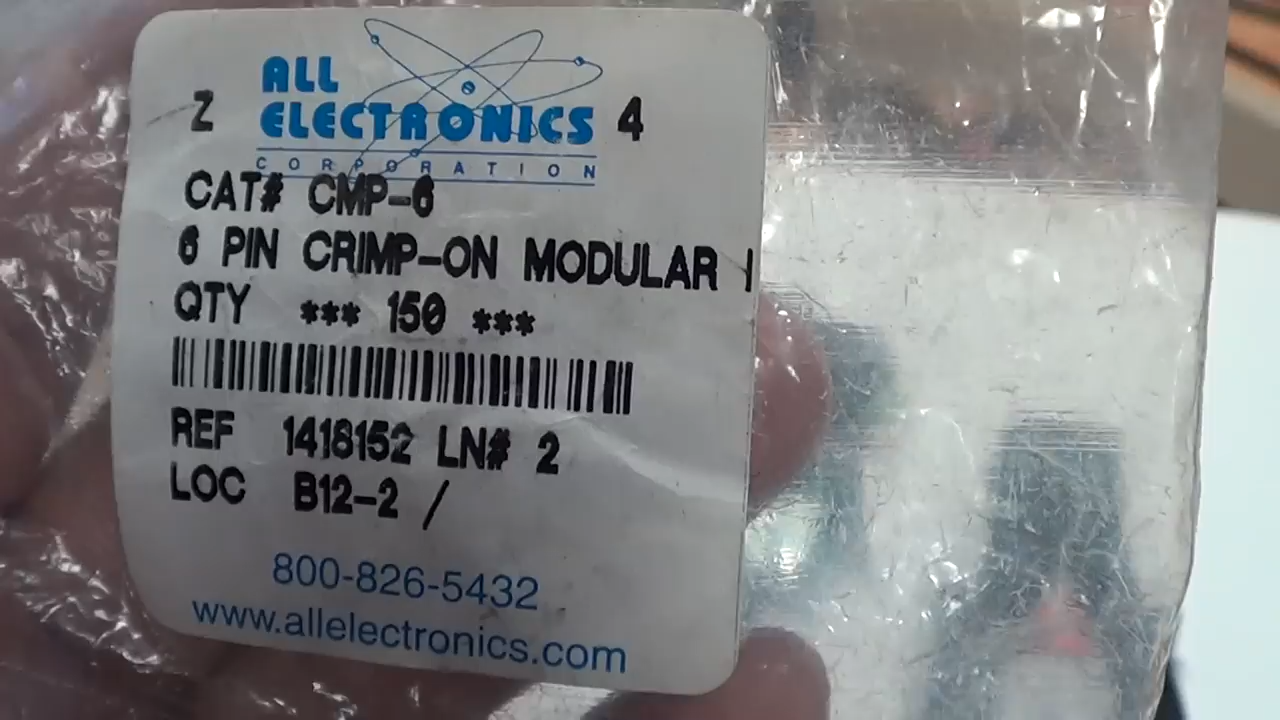 ALL
Z ELECTRONICS 4
CORPORATION
CAT# CMP-6
6 PIN CRIMP-ON MODULAR
QTY *** 150 ***
REF 1418152 LN# 2
LOC B12-2 /
800-826-5432
www.allelectronics.com